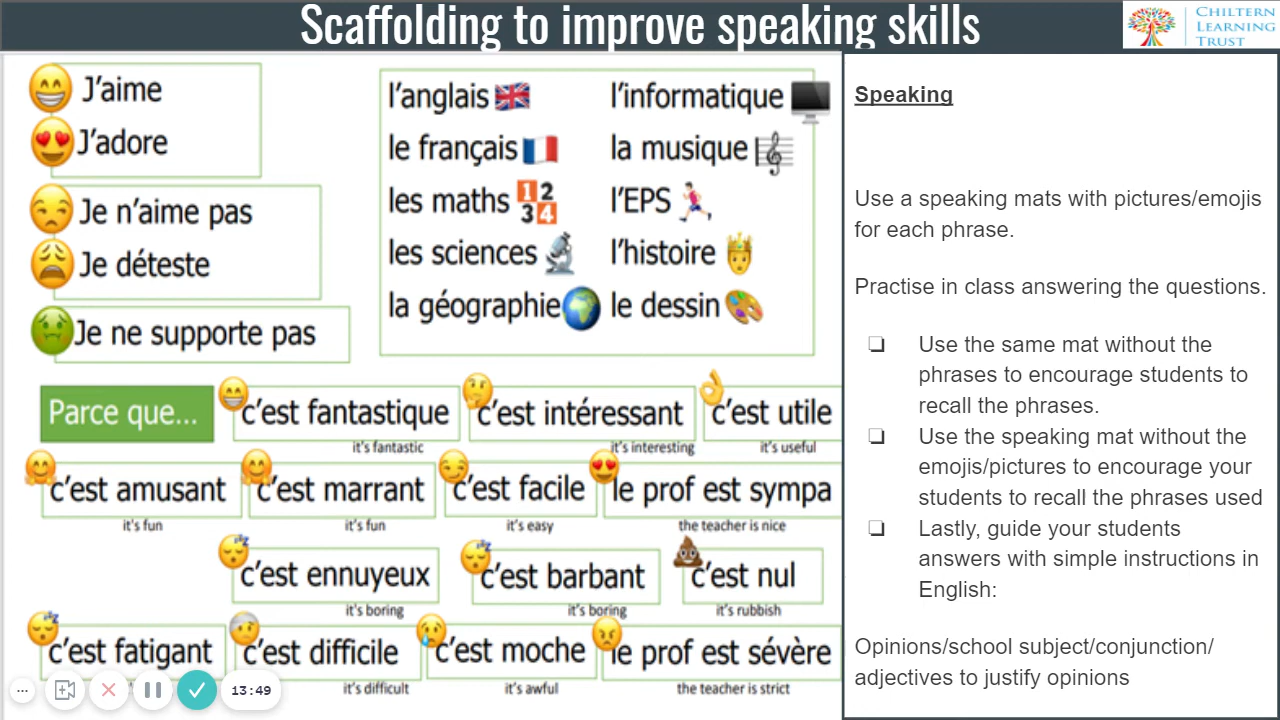 Scaffolding to improve speaking skills
CHILTERN
LEARNING
TRUST
J'aime
J'adore
Je n'aime pas
Je déteste
Je ne supporte pas
l'anglais
l'informatique
le français
la musique
les maths
1 2
3 4
l'EPS
les sciences
l'histoire
la géographie
le dessin
Parce que...
c'est fantastique
it's fantastic
c'est intéressant
it's interesting
c'est utile
it's useful
c'est amusant
it's fun
c'est marrant
it's fun
c'est facile
it's easy
le prof est sympa
the teacher is nice
c'est ennuyeux
it's boring
c'est barbant
it's boring
c'est nul
it's rubbish
c'est fatigant
c'est difficile
it's difficult
c'est moche
it's awful
le prof est sévère
the teacher is strict
13:49
Speaking
Use a speaking mats with pictures/emojis
for each phrase.
Practise in class answering the questions.
Use the same mat without the
phrases to encourage students to
recall the phrases.
Use the speaking mat without the
emojis/pictures to encourage your
students to recall the phrases used
Lastly, guide your students
answers with simple instructions in
English:
Opinions/school subject/conjunction/
adjectives to justify opinions